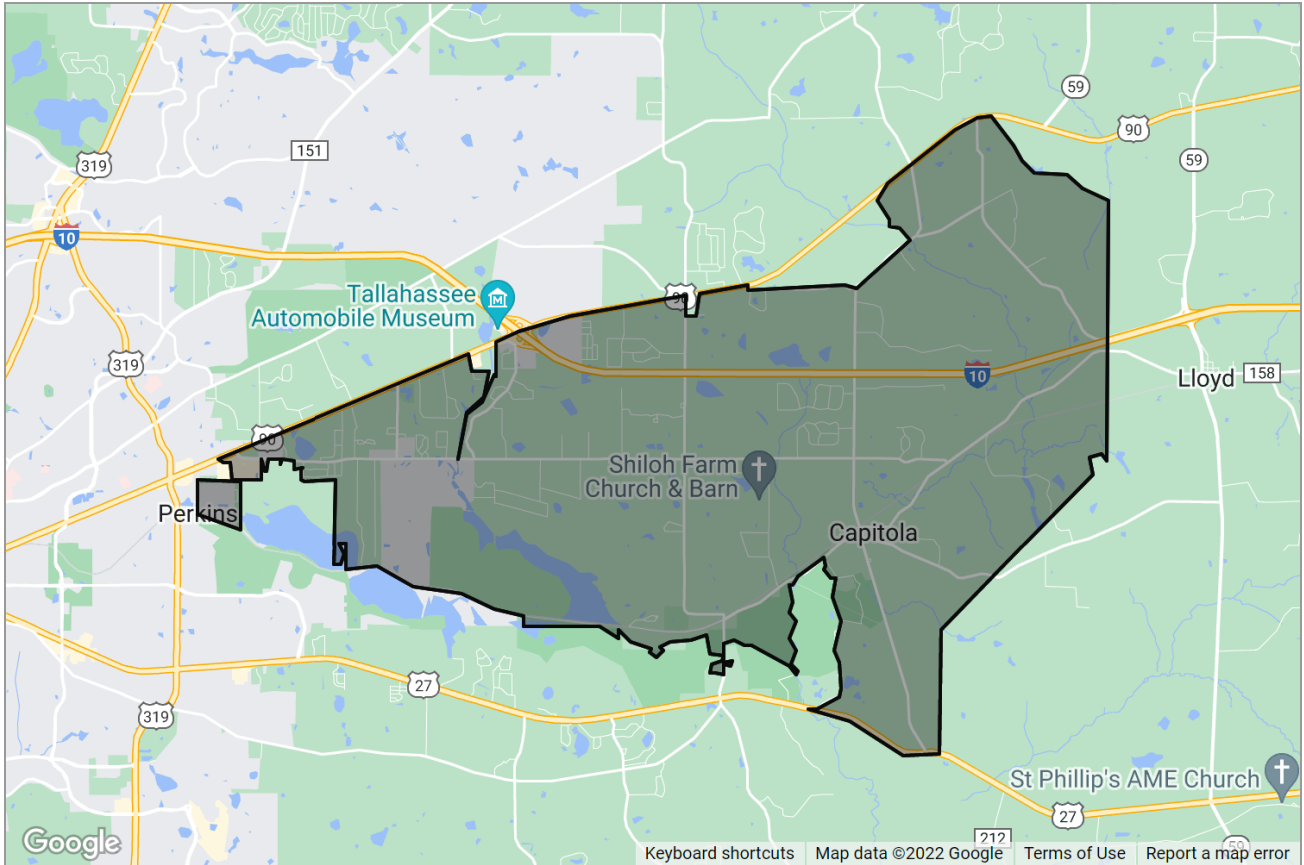 59
90
151
319
59
10
Tallahassee
Automobile Museum
90
319
10
Lloyd
158
90
Shiloh Farm
Church & Barn
Perkins
Capitola
27
319
St Phillip's AME Church
27
212
59
Google
Keyboard shortcuts
Map data ©2022 Google
Terms of Use
Report a map error